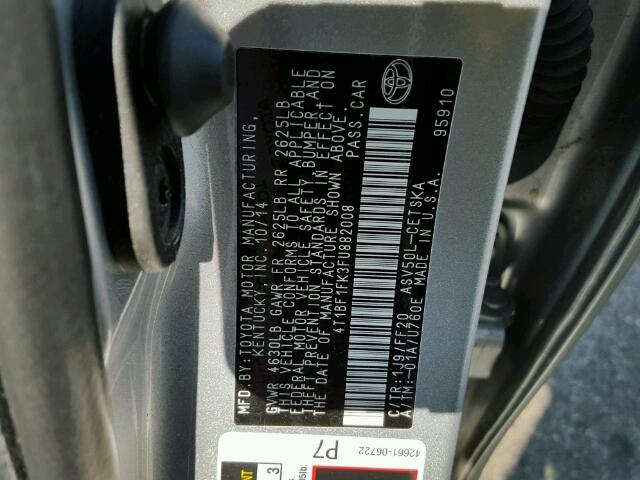 MFD. BY: TOYOTA MOTOR MANUFACTURING,
KENTUCKY, INC. 10/14
GVWR 4630LB GAWR FR 2625LB RR 2625LB
THIS VEHICLE CONFORMS TO ALL APPLICABLE
FEDERAL MOTOR VEHICLE SAFETY, BUMPER, AND
THEFT PREVENTION STANDARDS IN EFFECT ON
THE DATE OF MANUFACTURE SHOWN ABOVE.
4T1BF1FK3FU882008 PASS. CAR
C/TR: 1J9/FF20 ASV50L-CETSKA
A/TM: -01A/U760E MADE IN U.S.A.
95910
42661-06722
P7
3